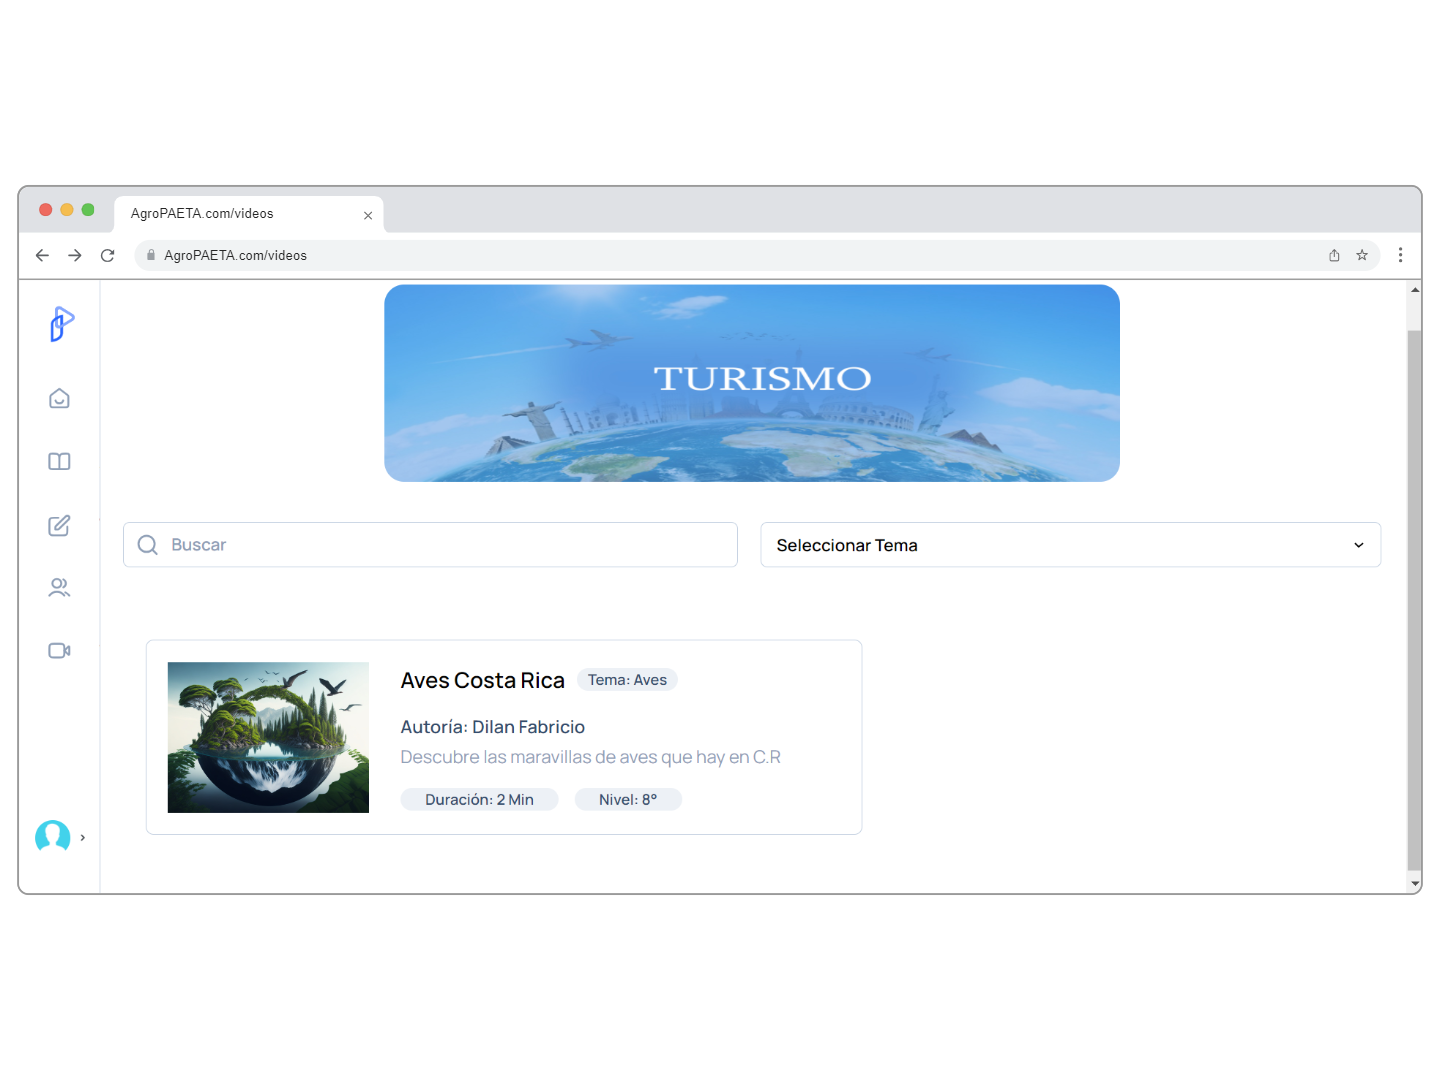 AgroPAETA.com/videos
AgroPAETA.com/videos
TURISMO
Buscar
Seleccionar Tema
Aves Costa Rica
Tema: Aves
Autoría: Dilan Fabricio
Descubre las maravillas de aves que hay en C.R
Duración: 2 Min
Nivel: 8°